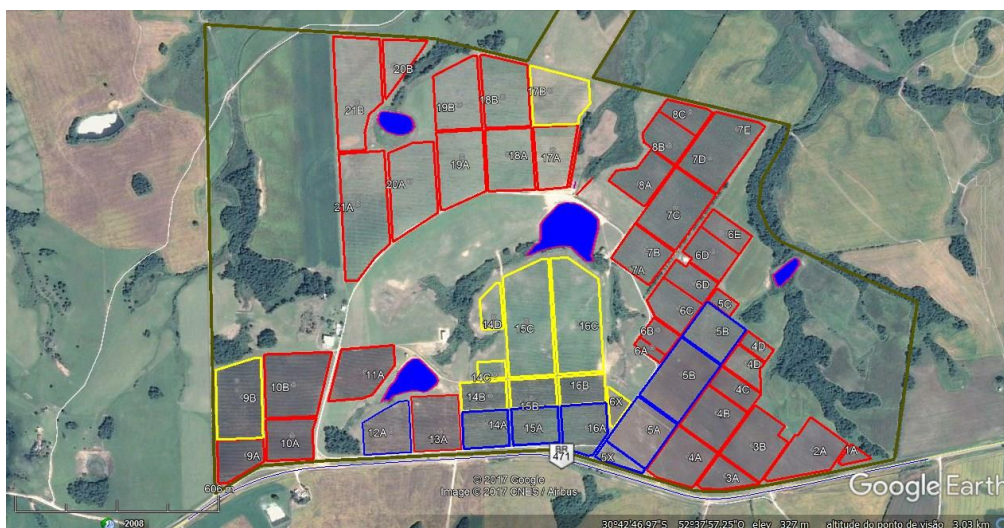 20B
21B
17B
19B
18B
8C
7E
8B
7D
19A
18A
17A
20A
8A
21A
7C
6E
7B
6D
7A
6D
5C
6C
14D
15C
16C
6B
5B
6A
4D
4D
11A
14C
5B
10B
16B
4C
9B
14B
15B
6X
4B
12A
13A
14A
15A
16A
5A
3B
10A
2A
9A
BR
471
5X
4A
1A
3A
© 2017 Google
Image © 2017 CNES / Airbus
Google Earth
606 m
2008
30°42'46.97"S 52°37'57.25"O elev 327 m altitude do ponto de visão 3.03 km